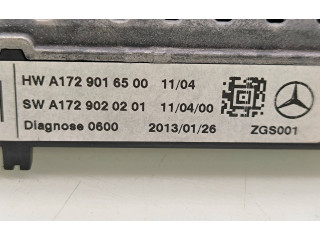 HW A172 901 65 00 11/04
SW A172 902 02 01 11/04/00
Diagnose 0600 2013/01/26 ZGS001